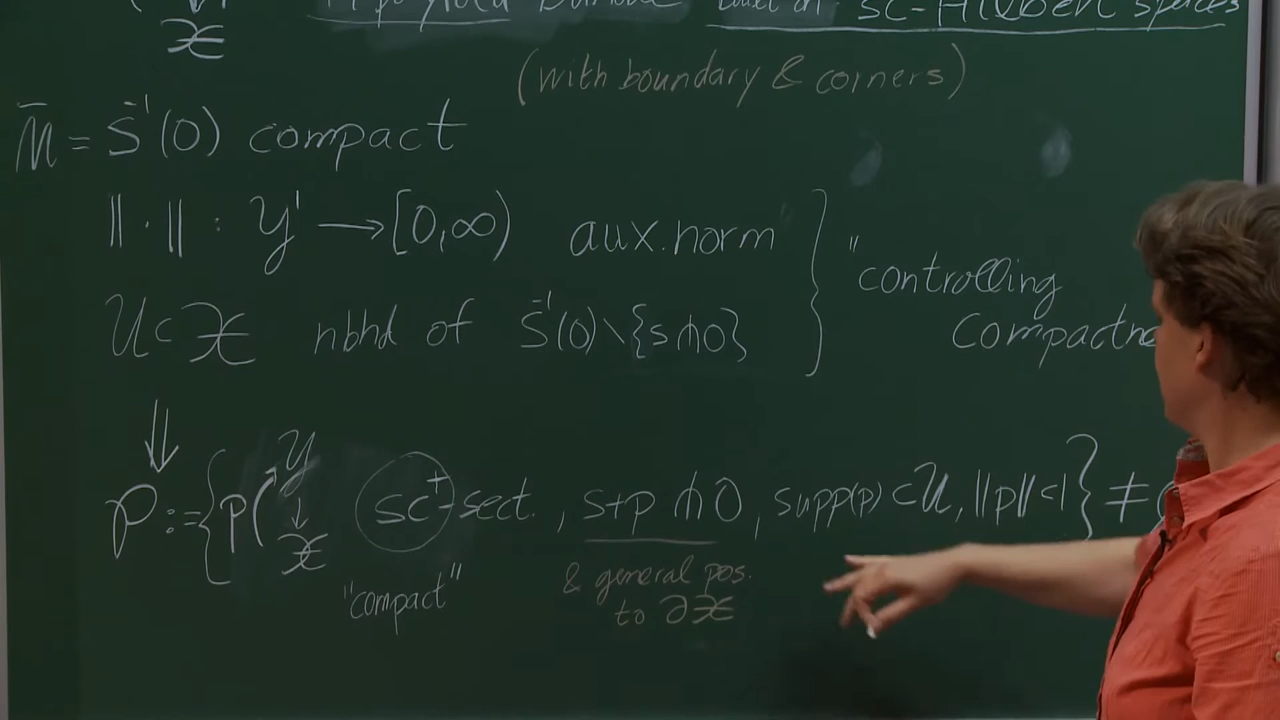 𝒳 sc-Hilbert spaces
(with boundary & corners)
M̄ = s̄⁻¹(0) compact
‖·‖ : 𝒴¹ → [0,∞) aux. norm } "controlling
𝒰 ⊂ 𝒳 nbhd of s̄⁻¹(0)∖{s⋔0}
⇓
𝒫 := {p( 𝒴 ↓ 𝒳 sc⁺-sect., s+p ⋔ 0, supp(p) ⊂ 𝒰, ‖p‖<1} ≠
"compact"
& general pos.
to ∂𝒳